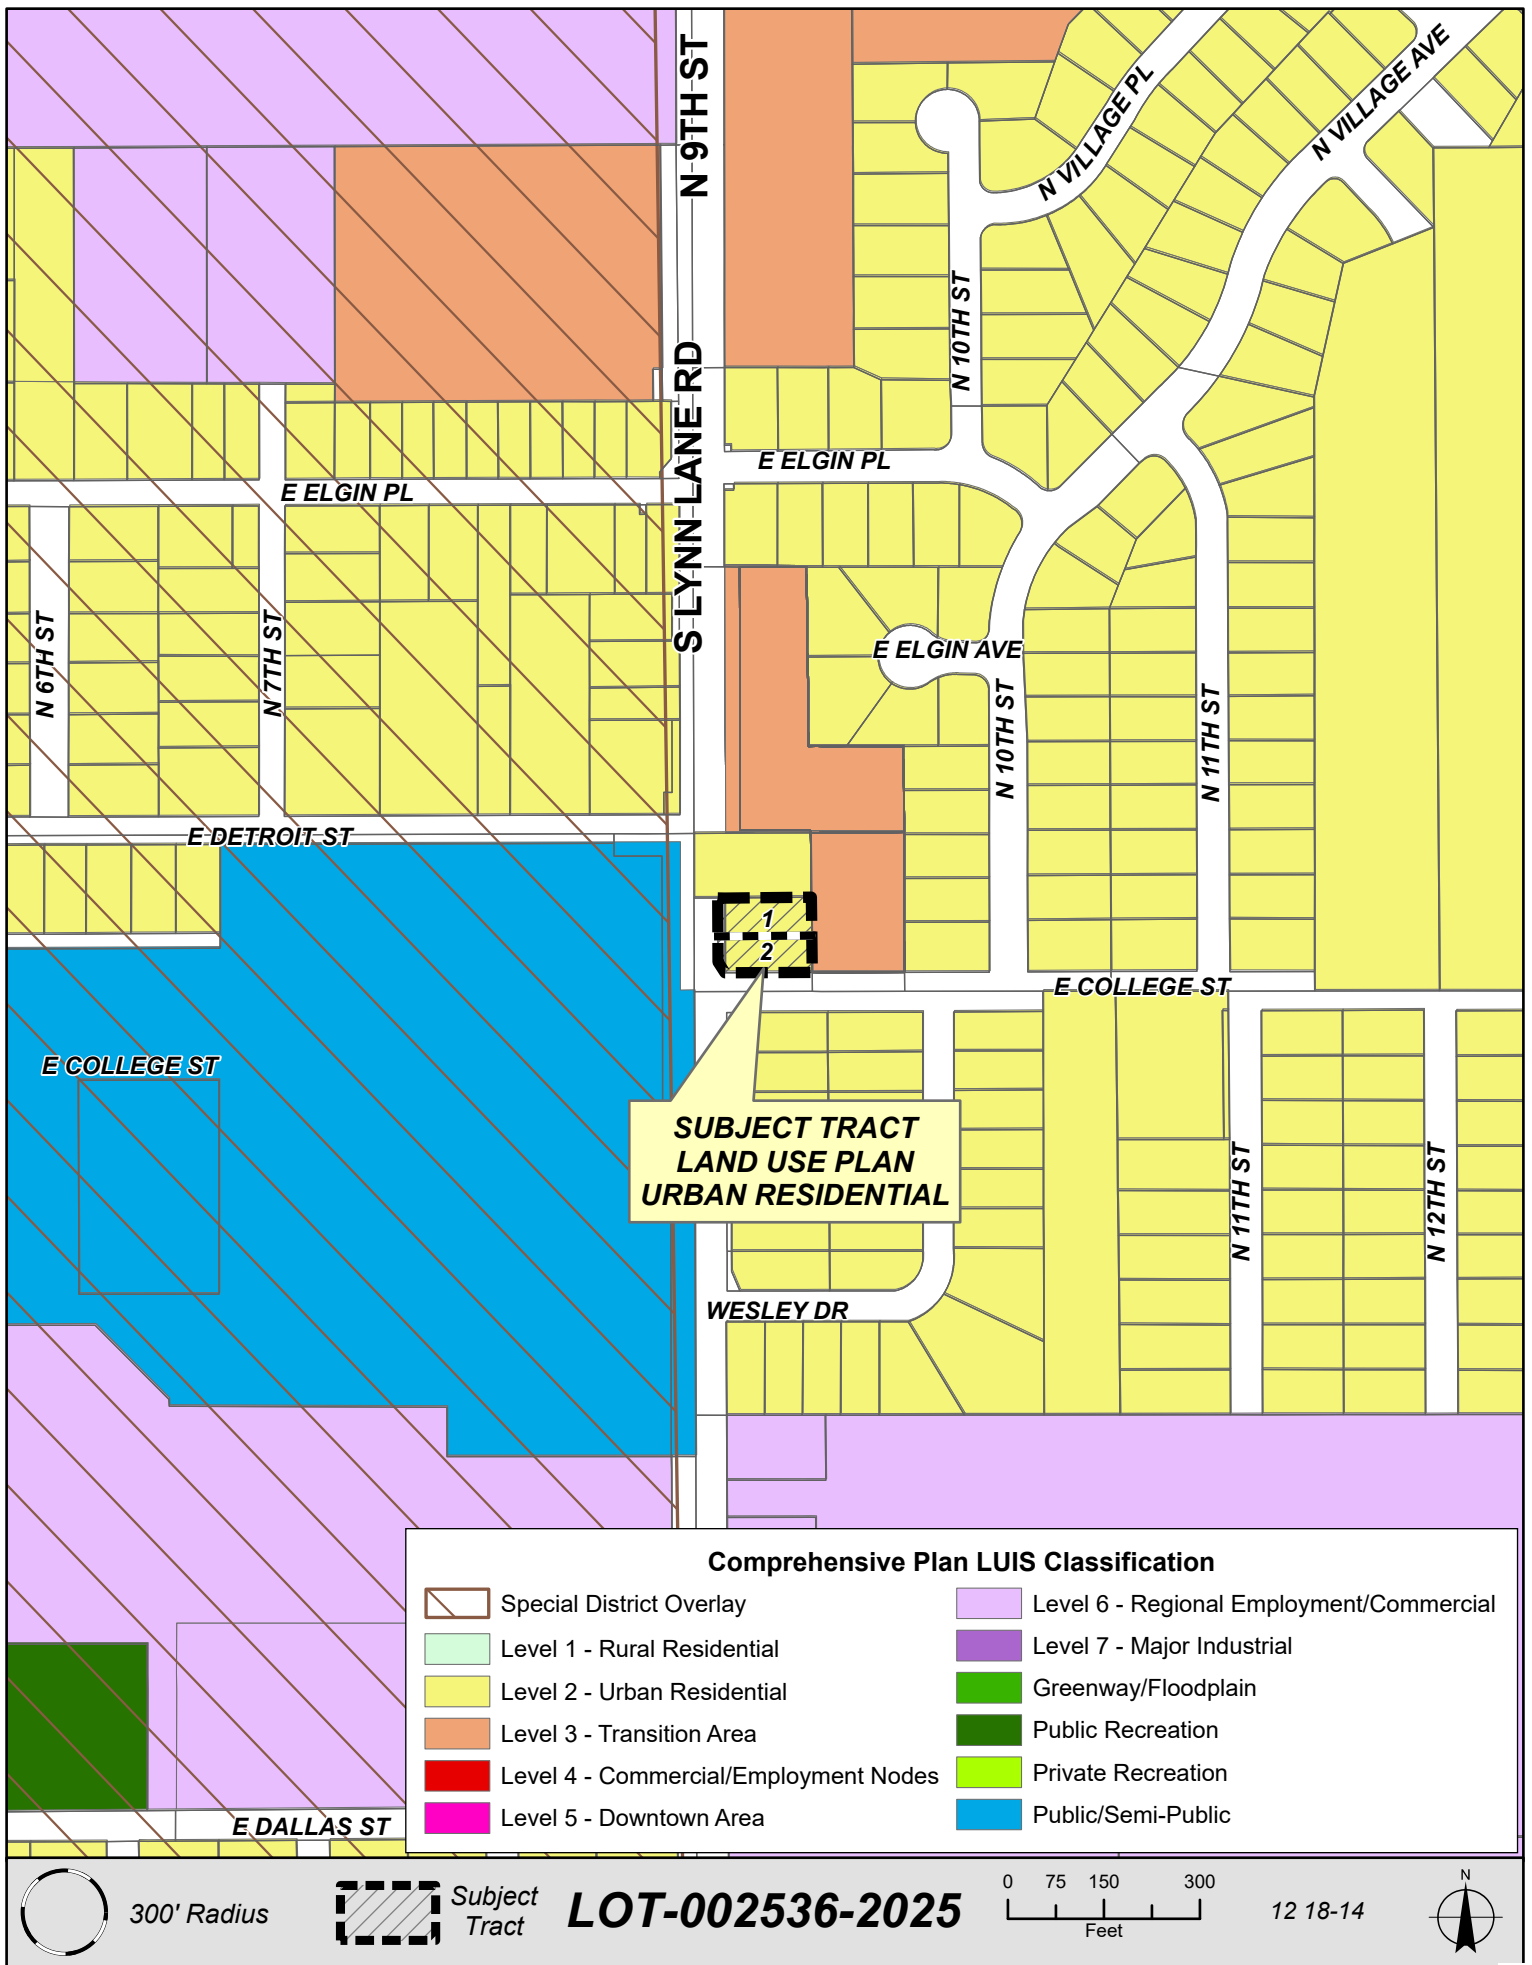 N 9TH ST
N VILLAGE AVE
N VILLAGE PL
N 10TH ST
S LYNN LANE RD
E ELGIN PL
E ELGIN PL
N 6TH ST
N 7TH ST
E ELGIN AVE
N 10TH ST
N 11TH ST
E DETROIT ST
1
2
E COLLEGE ST
E COLLEGE ST
SUBJECT TRACT
LAND USE PLAN
URBAN RESIDENTIAL
N 11TH ST
N 12TH ST
WESLEY DR
Comprehensive Plan LUIS Classification
Special District Overlay
Level 1 - Rural Residential
Level 2 - Urban Residential
Level 3 - Transition Area
Level 4 - Commercial/Employment Nodes
Level 5 - Downtown Area
Level 6 - Regional Employment/Commercial
Level 7 - Major Industrial
Greenway/Floodplain
Public Recreation
Private Recreation
Public/Semi-Public
E DALLAS ST
300' Radius
Subject
Tract
LOT-002536-2025
0 75 150 300
Feet
12 18-14
N